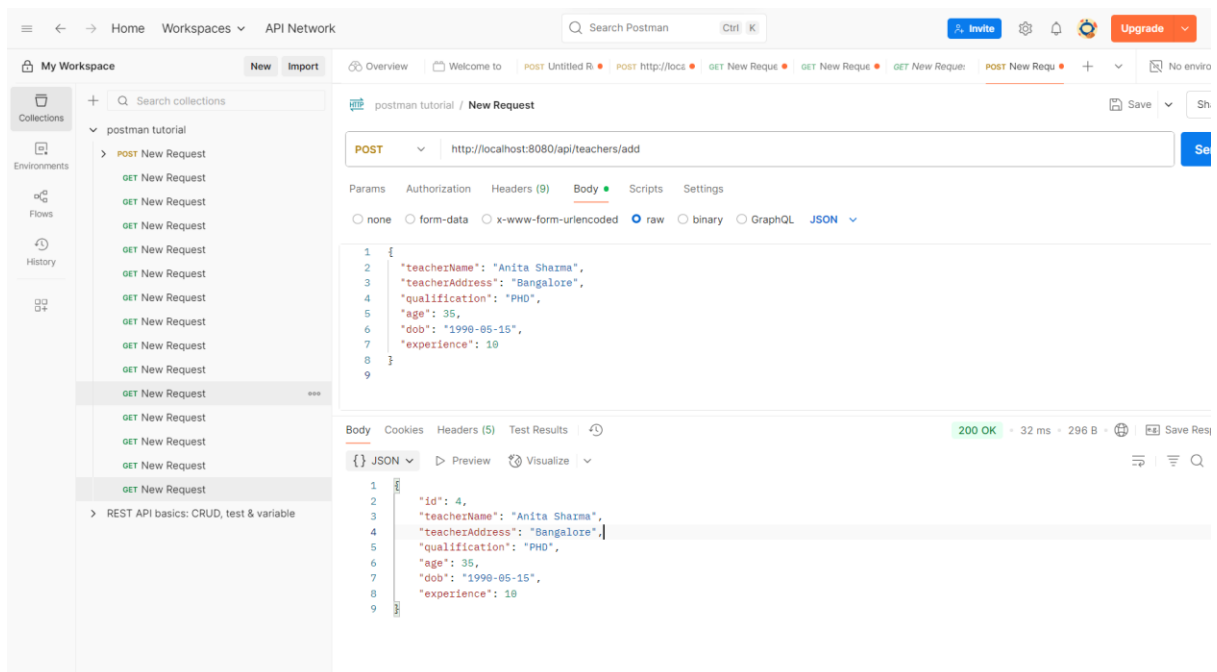 Home Workspaces API Network Search Postman Ctrl K Invite Upgrade
My Workspace New Import Overview Welcome to POST Untitled R POST http://loca GET New Reque GET New Reque GET New Reque POST New Requ No enviro
Collections
Environments
Flows
History
Search collections
postman tutorial
POST New Request
GET New Request
GET New Request
GET New Request
GET New Request
GET New Request
GET New Request
GET New Request
GET New Request
GET New Request
GET New Request
GET New Request
GET New Request
GET New Request
GET New Request
REST API basics: CRUD, test & variable
HTTP postman tutorial / New Request Save Sha
POST http://localhost:8080/api/teachers/add Se
Params Authorization Headers (9) Body Scripts Settings
none form-data x-www-form-urlencoded raw binary GraphQL JSON
1 {
2 "teacherName": "Anita Sharma",
3 "teacherAddress": "Bangalore",
4 "qualification": "PHD",
5 "age": 35,
6 "dob": "1990-05-15",
7 "experience": 10
8 }
9
Body Cookies Headers (5) Test Results 200 OK 32 ms 296 B Save Resp
{} JSON Preview Visualize
1 {
2 "id": 4,
3 "teacherName": "Anita Sharma",
4 "teacherAddress": "Bangalore",
5 "qualification": "PHD",
6 "age": 35,
7 "dob": "1990-05-15",
8 "experience": 10
9 }